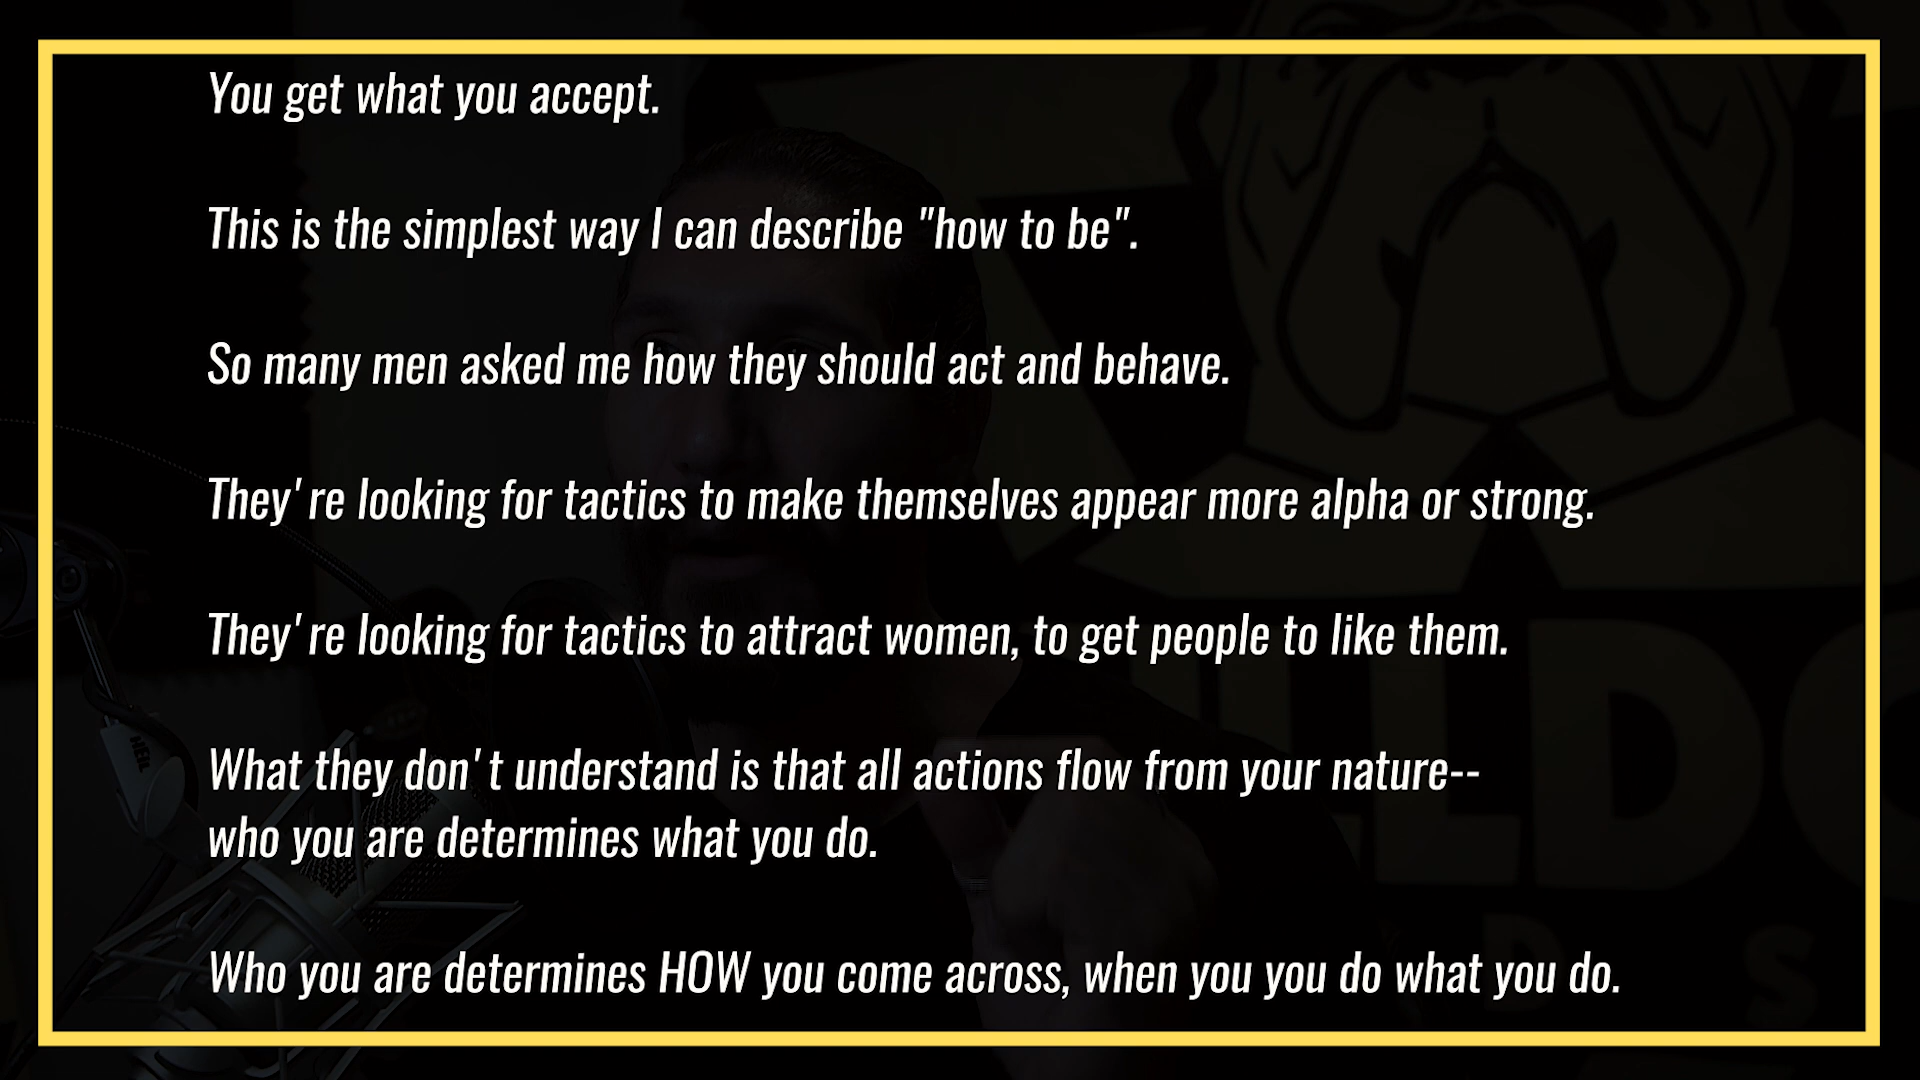 You get what you accept.
This is the simplest way I can describe "how to be".
So many men asked me how they should act and behave.
They're looking for tactics to make themselves appear more alpha or strong.
They're looking for tactics to attract women, to get people to like them.
What they don't understand is that all actions flow from your nature--
who you are determines what you do.
Who you are determines HOW you come across, when you you do what you do.
HEIL